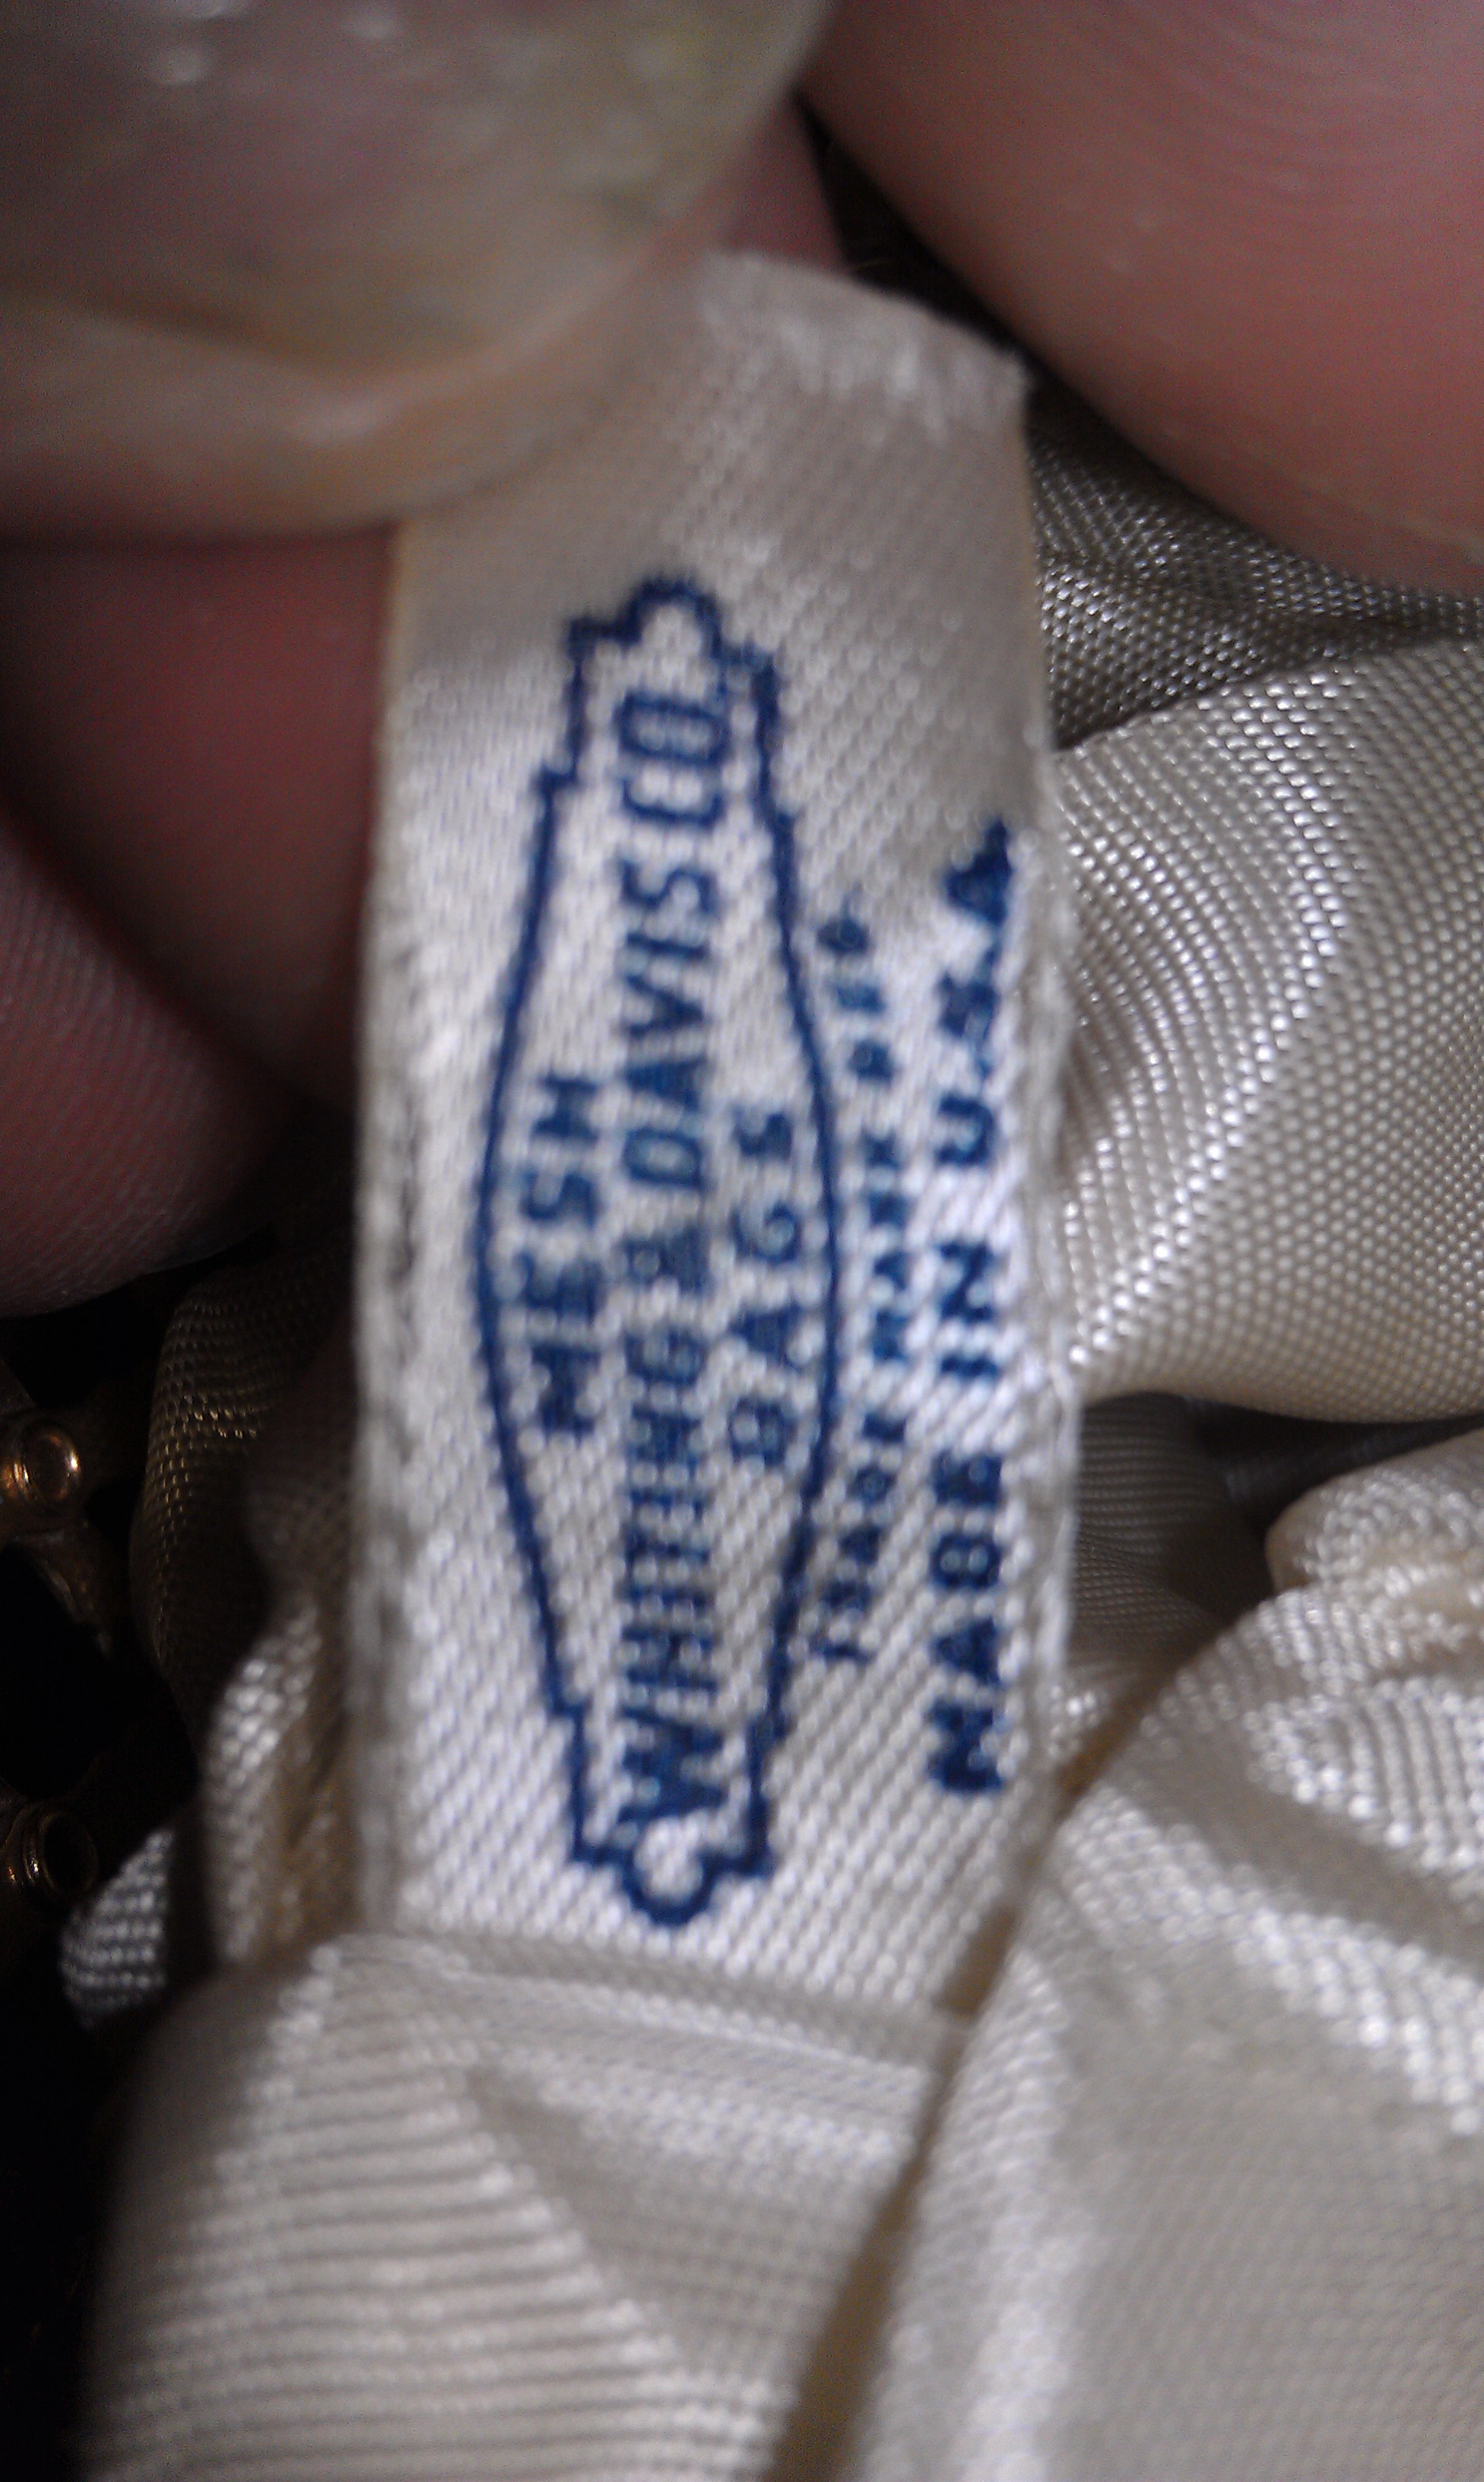 MESH
WHITING & DAVIS CO.
BAGS
TRADE MARK REG.
MADE IN U.S.A